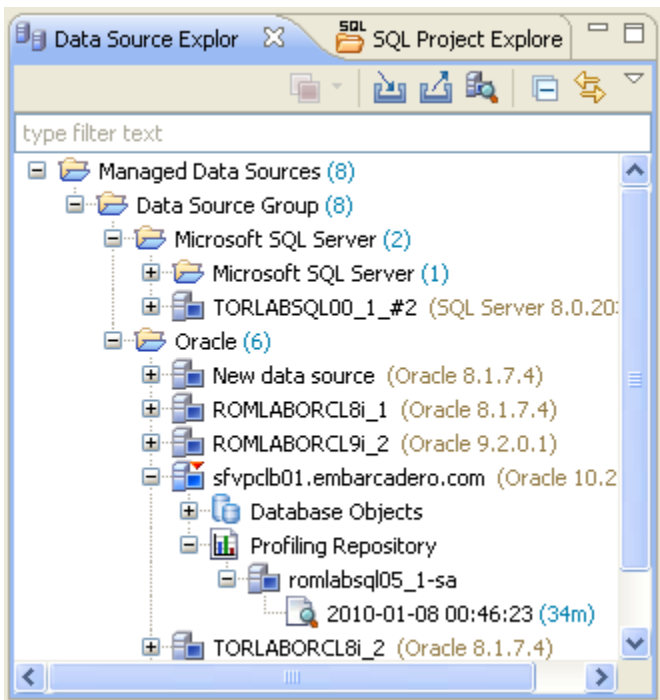 Data Source Explor
SQL SQL Project Explore
type filter text
Managed Data Sources (8)
Data Source Group (8)
Microsoft SQL Server (2)
Microsoft SQL Server (1)
TORLABSQL00_1_#2 (SQL Server 8.0.20
Oracle (6)
New data source (Oracle 8.1.7.4)
ROMLABORCL8i_1 (Oracle 8.1.7.4)
ROMLABORCL9i_2 (Oracle 9.2.0.1)
sfvpclb01.embarcadero.com (Oracle 10.2
Database Objects
Profiling Repository
romlabsql05_1-sa
2010-01-08 00:46:23 (34m)
TORLABORCL8i_2 (Oracle 8.1.7.4)